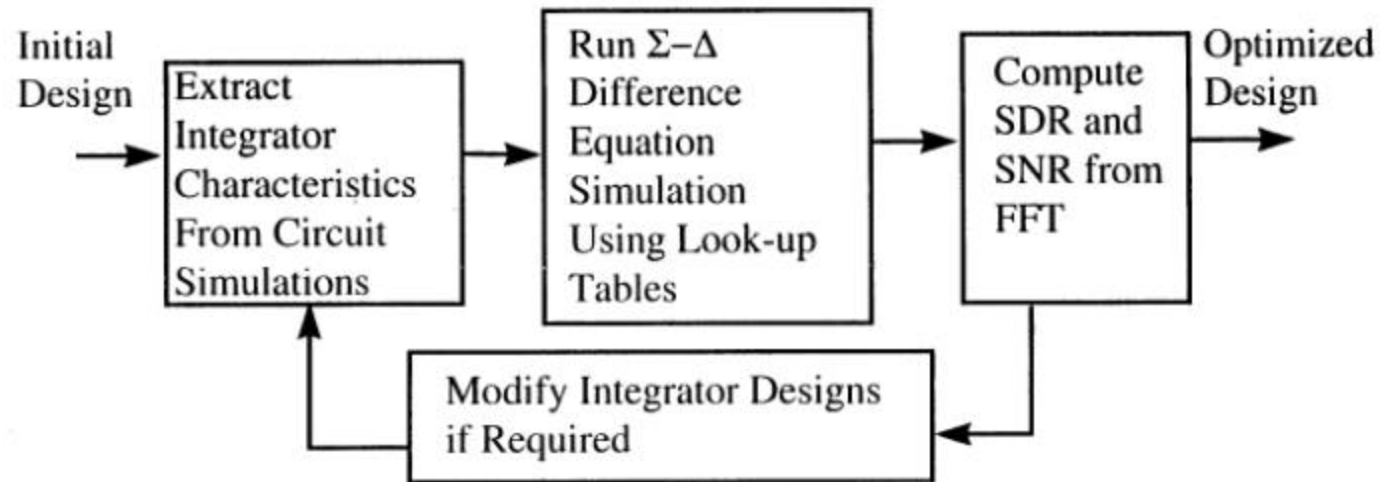 Initial
Design
Extract
Integrator
Characteristics
From Circuit
Simulations
Run Σ−Δ
Difference
Equation
Simulation
Using Look-up
Tables
Compute
SDR and
SNR from
FFT
Optimized
Design
Modify Integrator Designs
if Required